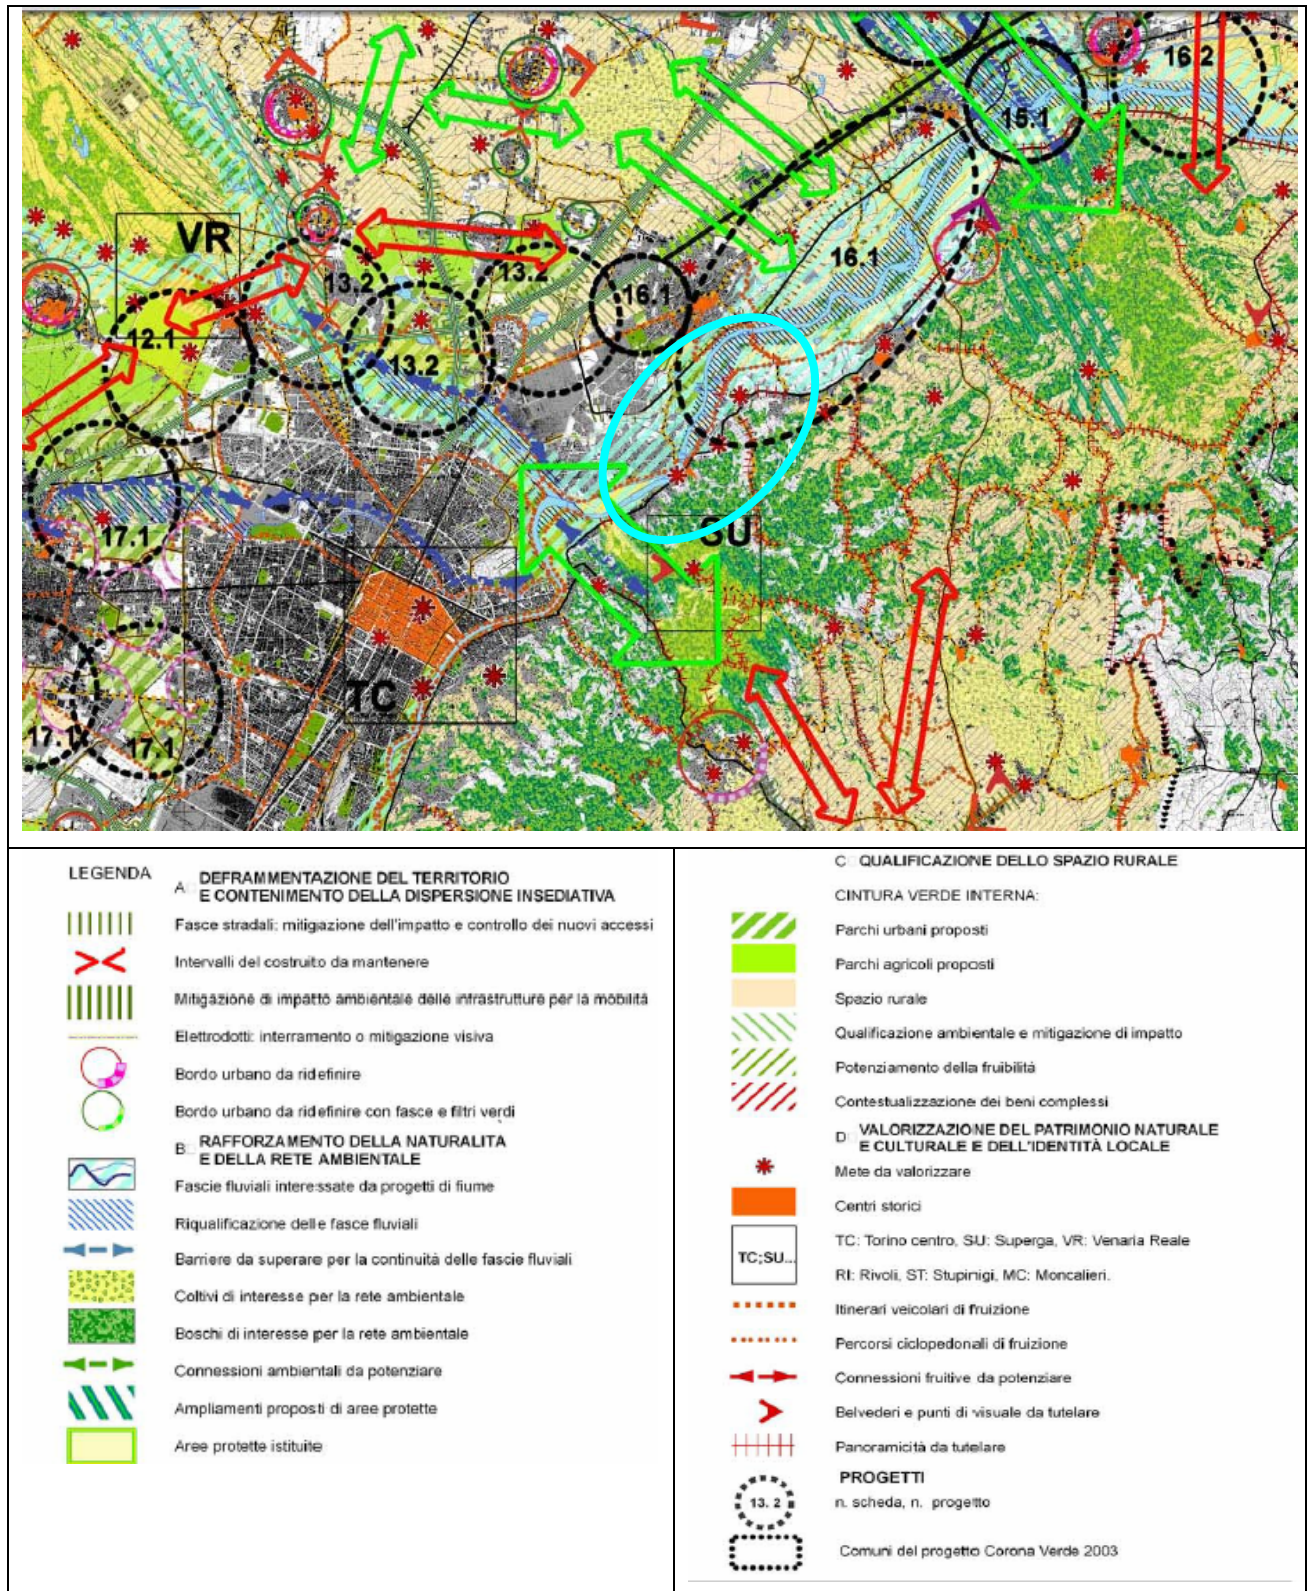 15.1
16.2
VR
13.2
13.2
16.1
16.1
12.1
13.2
SU
17.1
TC
17.1
17.1
LEGENDA
A DEFRAMMENTAZIONE DEL TERRITORIO
E CONTENIMENTO DELLA DISPERSIONE INSEDIATIVA
Fasce stradali: mitigazione dell'impatto e controllo dei nuovi accessi
Intervalli del costruito da mantenere
Mitigazione di impatto ambientale delle infrastrutture per la mobilità
Elettrodotti: interramento o mitigazione visiva
Bordo urbano da ridefinire
Bordo urbano da ridefinire con fasce e filtri verdi
B RAFFORZAMENTO DELLA NATURALITA
E DELLA RETE AMBIENTALE
Fascie fluviali interessate da progetti di fiume
Riqualificazione delle fasce fluviali
Barriere da superare per la continuità delle fascie fluviali
Coltivi di interesse per la rete ambientale
Boschi di interesse per la rete ambientale
Connessioni ambientali da potenziare
Ampliamenti proposti di aree protette
Aree protette istituite
C QUALIFICAZIONE DELLO SPAZIO RURALE
CINTURA VERDE INTERNA:
Parchi urbani proposti
Parchi agricoli proposti
Spazio rurale
Qualificazione ambientale e mitigazione di impatto
Potenziamento della fruibilità
Contestualizzazione dei beni complessi
D VALORIZZAZIONE DEL PATRIMONIO NATURALE
E CULTURALE E DELL'IDENTITÀ LOCALE
Mete da valorizzare
Centri storici
TC;SU...
TC: Torino centro, SU: Superga, VR: Venaria Reale
RI: Rivoli, ST: Stupinigi, MC: Moncalieri.
Itinerari veicolari di fruizione
Percorsi ciclopedonali di fruizione
Connessioni fruitive da potenziare
Belvederi e punti di visuale da tutelare
Panoramicità da tutelare
PROGETTI
13. 2
n. scheda, n. progetto
Comuni del progetto Corona Verde 2003